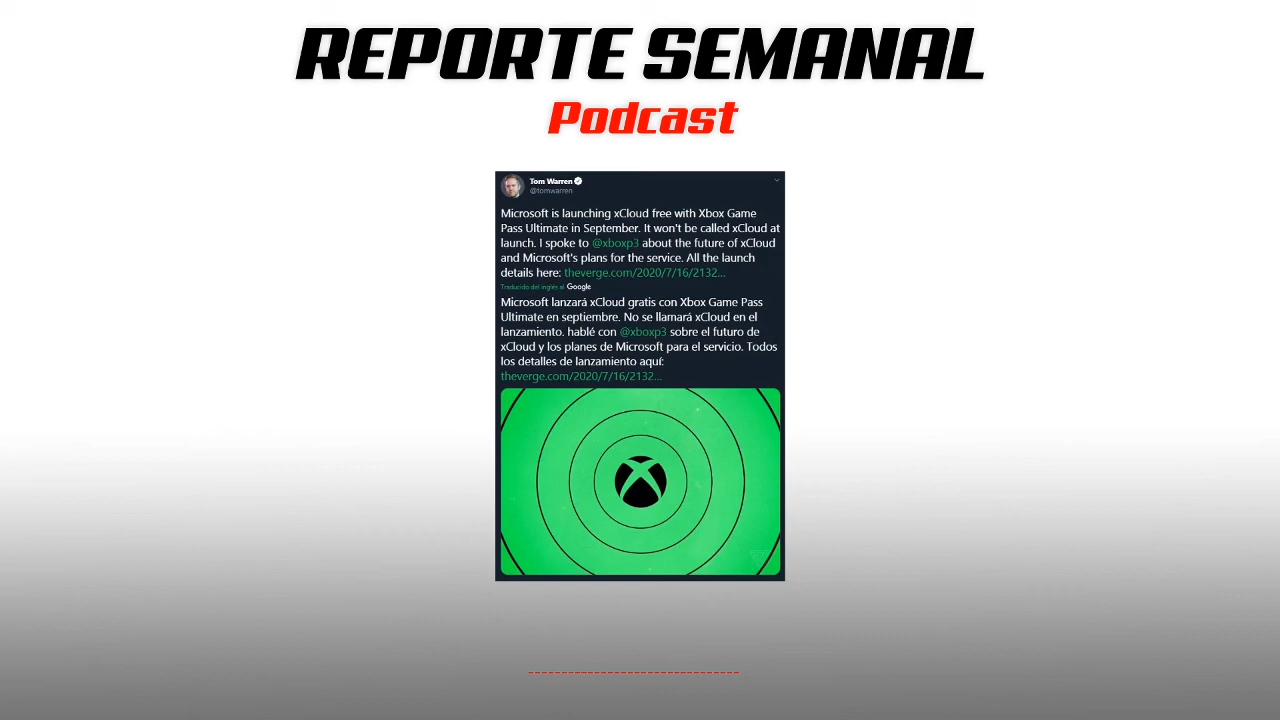 REPORTE SEMANAL
Podcast
Tom Warren
@tomwarren
Microsoft is launching xCloud free with Xbox Game
Pass Ultimate in September. It won't be called xCloud at
launch. I spoke to @xboxp3 about the future of xCloud
and Microsoft's plans for the service. All the launch
details here: theverge.com/2020/7/16/2132...
Traducido del inglés al Google
Microsoft lanzará xCloud gratis con Xbox Game Pass
Ultimate en septiembre. No se llamará xCloud en el
lanzamiento. hablé con @xboxp3 sobre el futuro de
xCloud y los planes de Microsoft para el servicio. Todos
los detalles de lanzamiento aquí:
theverge.com/2020/7/16/2132...